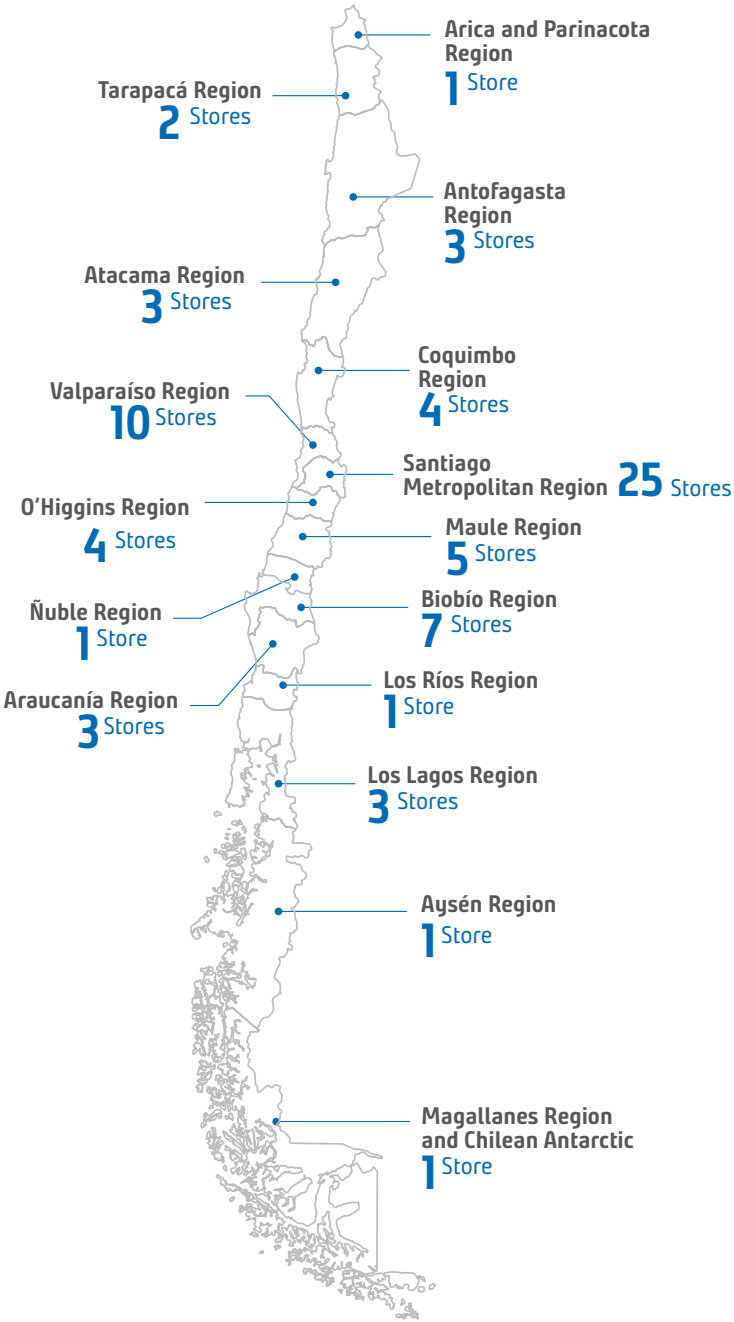 Arica and Parinacota
Region
1 Store
Tarapacá Region
2 Stores
Antofagasta
Region
3 Stores
Atacama Region
3 Stores
Coquimbo
Region
4 Stores
Valparaíso Region
10 Stores
Santiago
Metropolitan Region 25 Stores
O'Higgins Region
4 Stores
Maule Region
5 Stores
Ñuble Region
1 Store
Biobío Region
7 Stores
Araucanía Region
3 Stores
Los Ríos Region
1 Store
Los Lagos Region
3 Stores
Aysén Region
1 Store
Magallanes Region
and Chilean Antarctic
1 Store